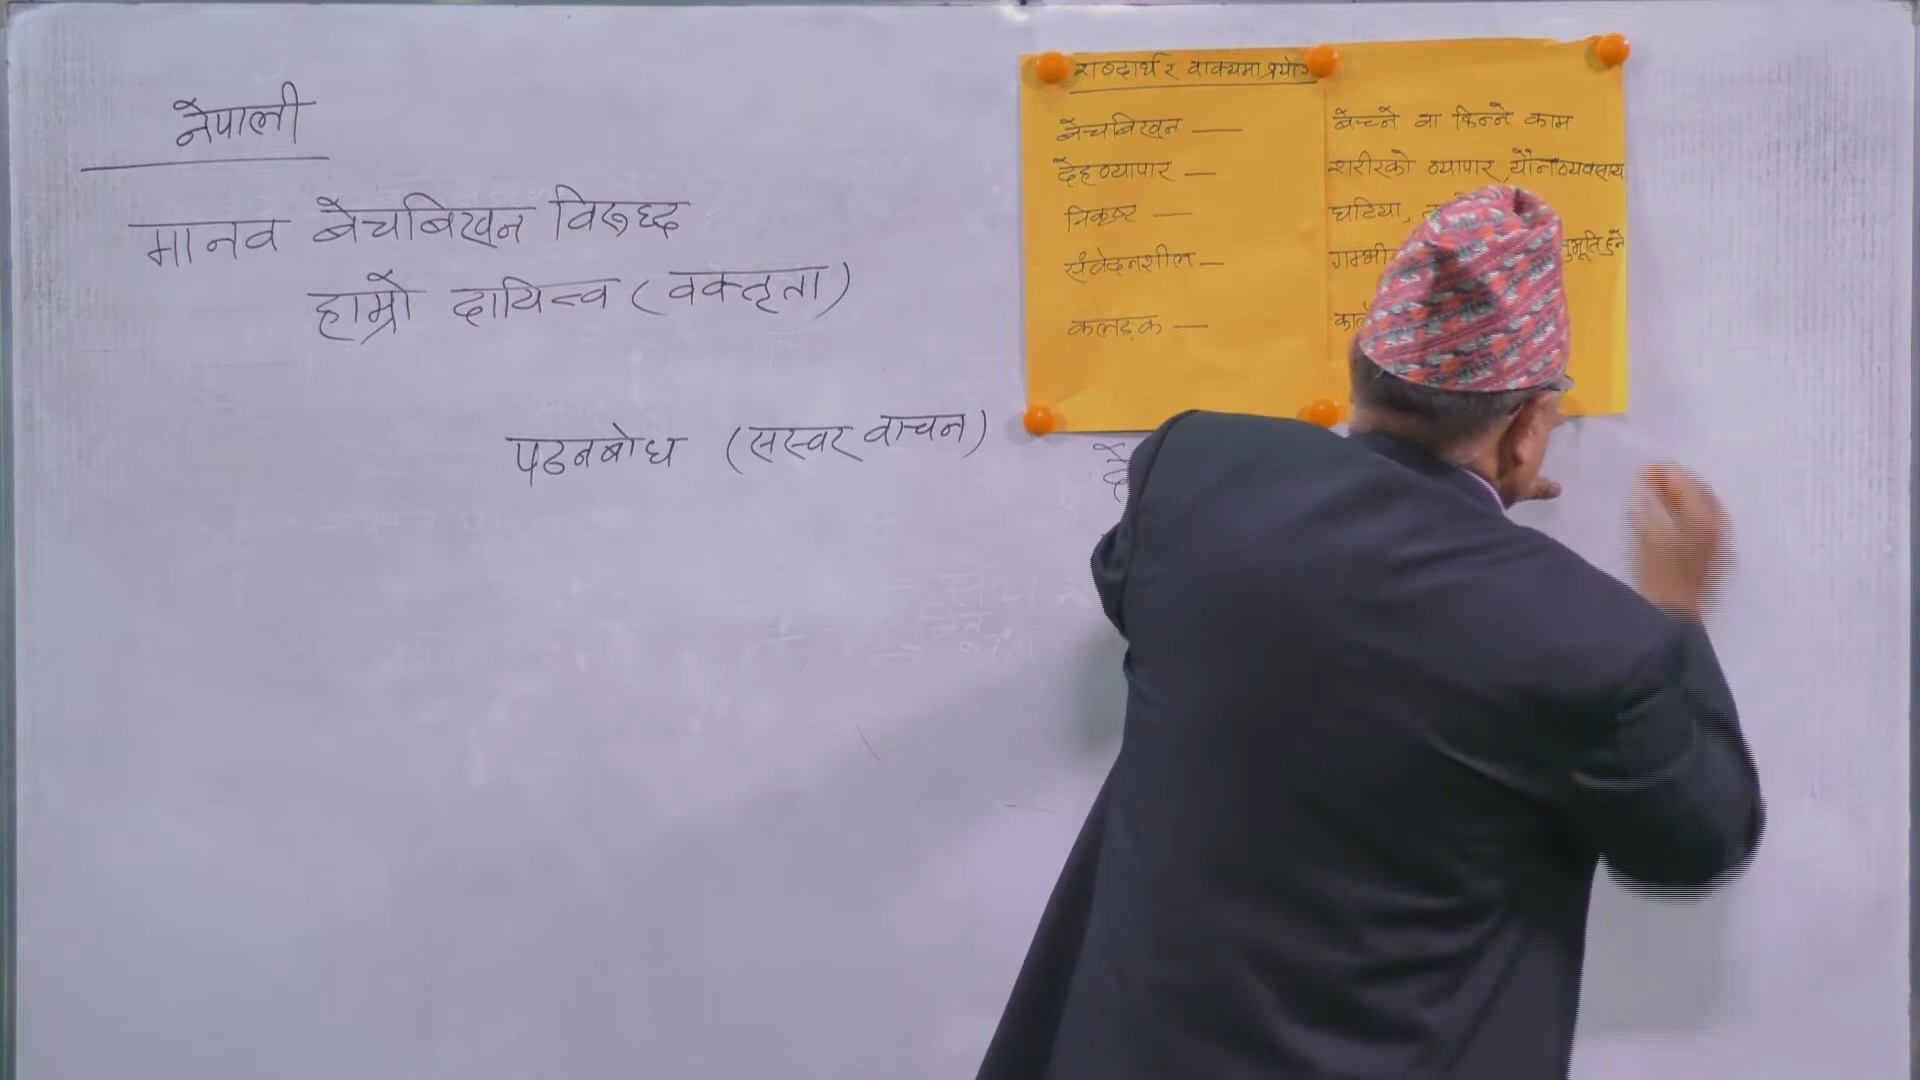 नेपाली
मानव बेचबिखन विरुद्ध
हाम्रो दायित्व (वक्तृता)
पठनबोध (सस्वर वाचन)
शब्दार्थ र वाक्यमा प्रयोग
बेचबिखन — बेच्ने वा किन्ने काम
देहव्यापार — शरीरको व्यापार, यौनव्यवसाय
निकृष्ट — घटिया,
संवेदनशील —
कलङ्क —